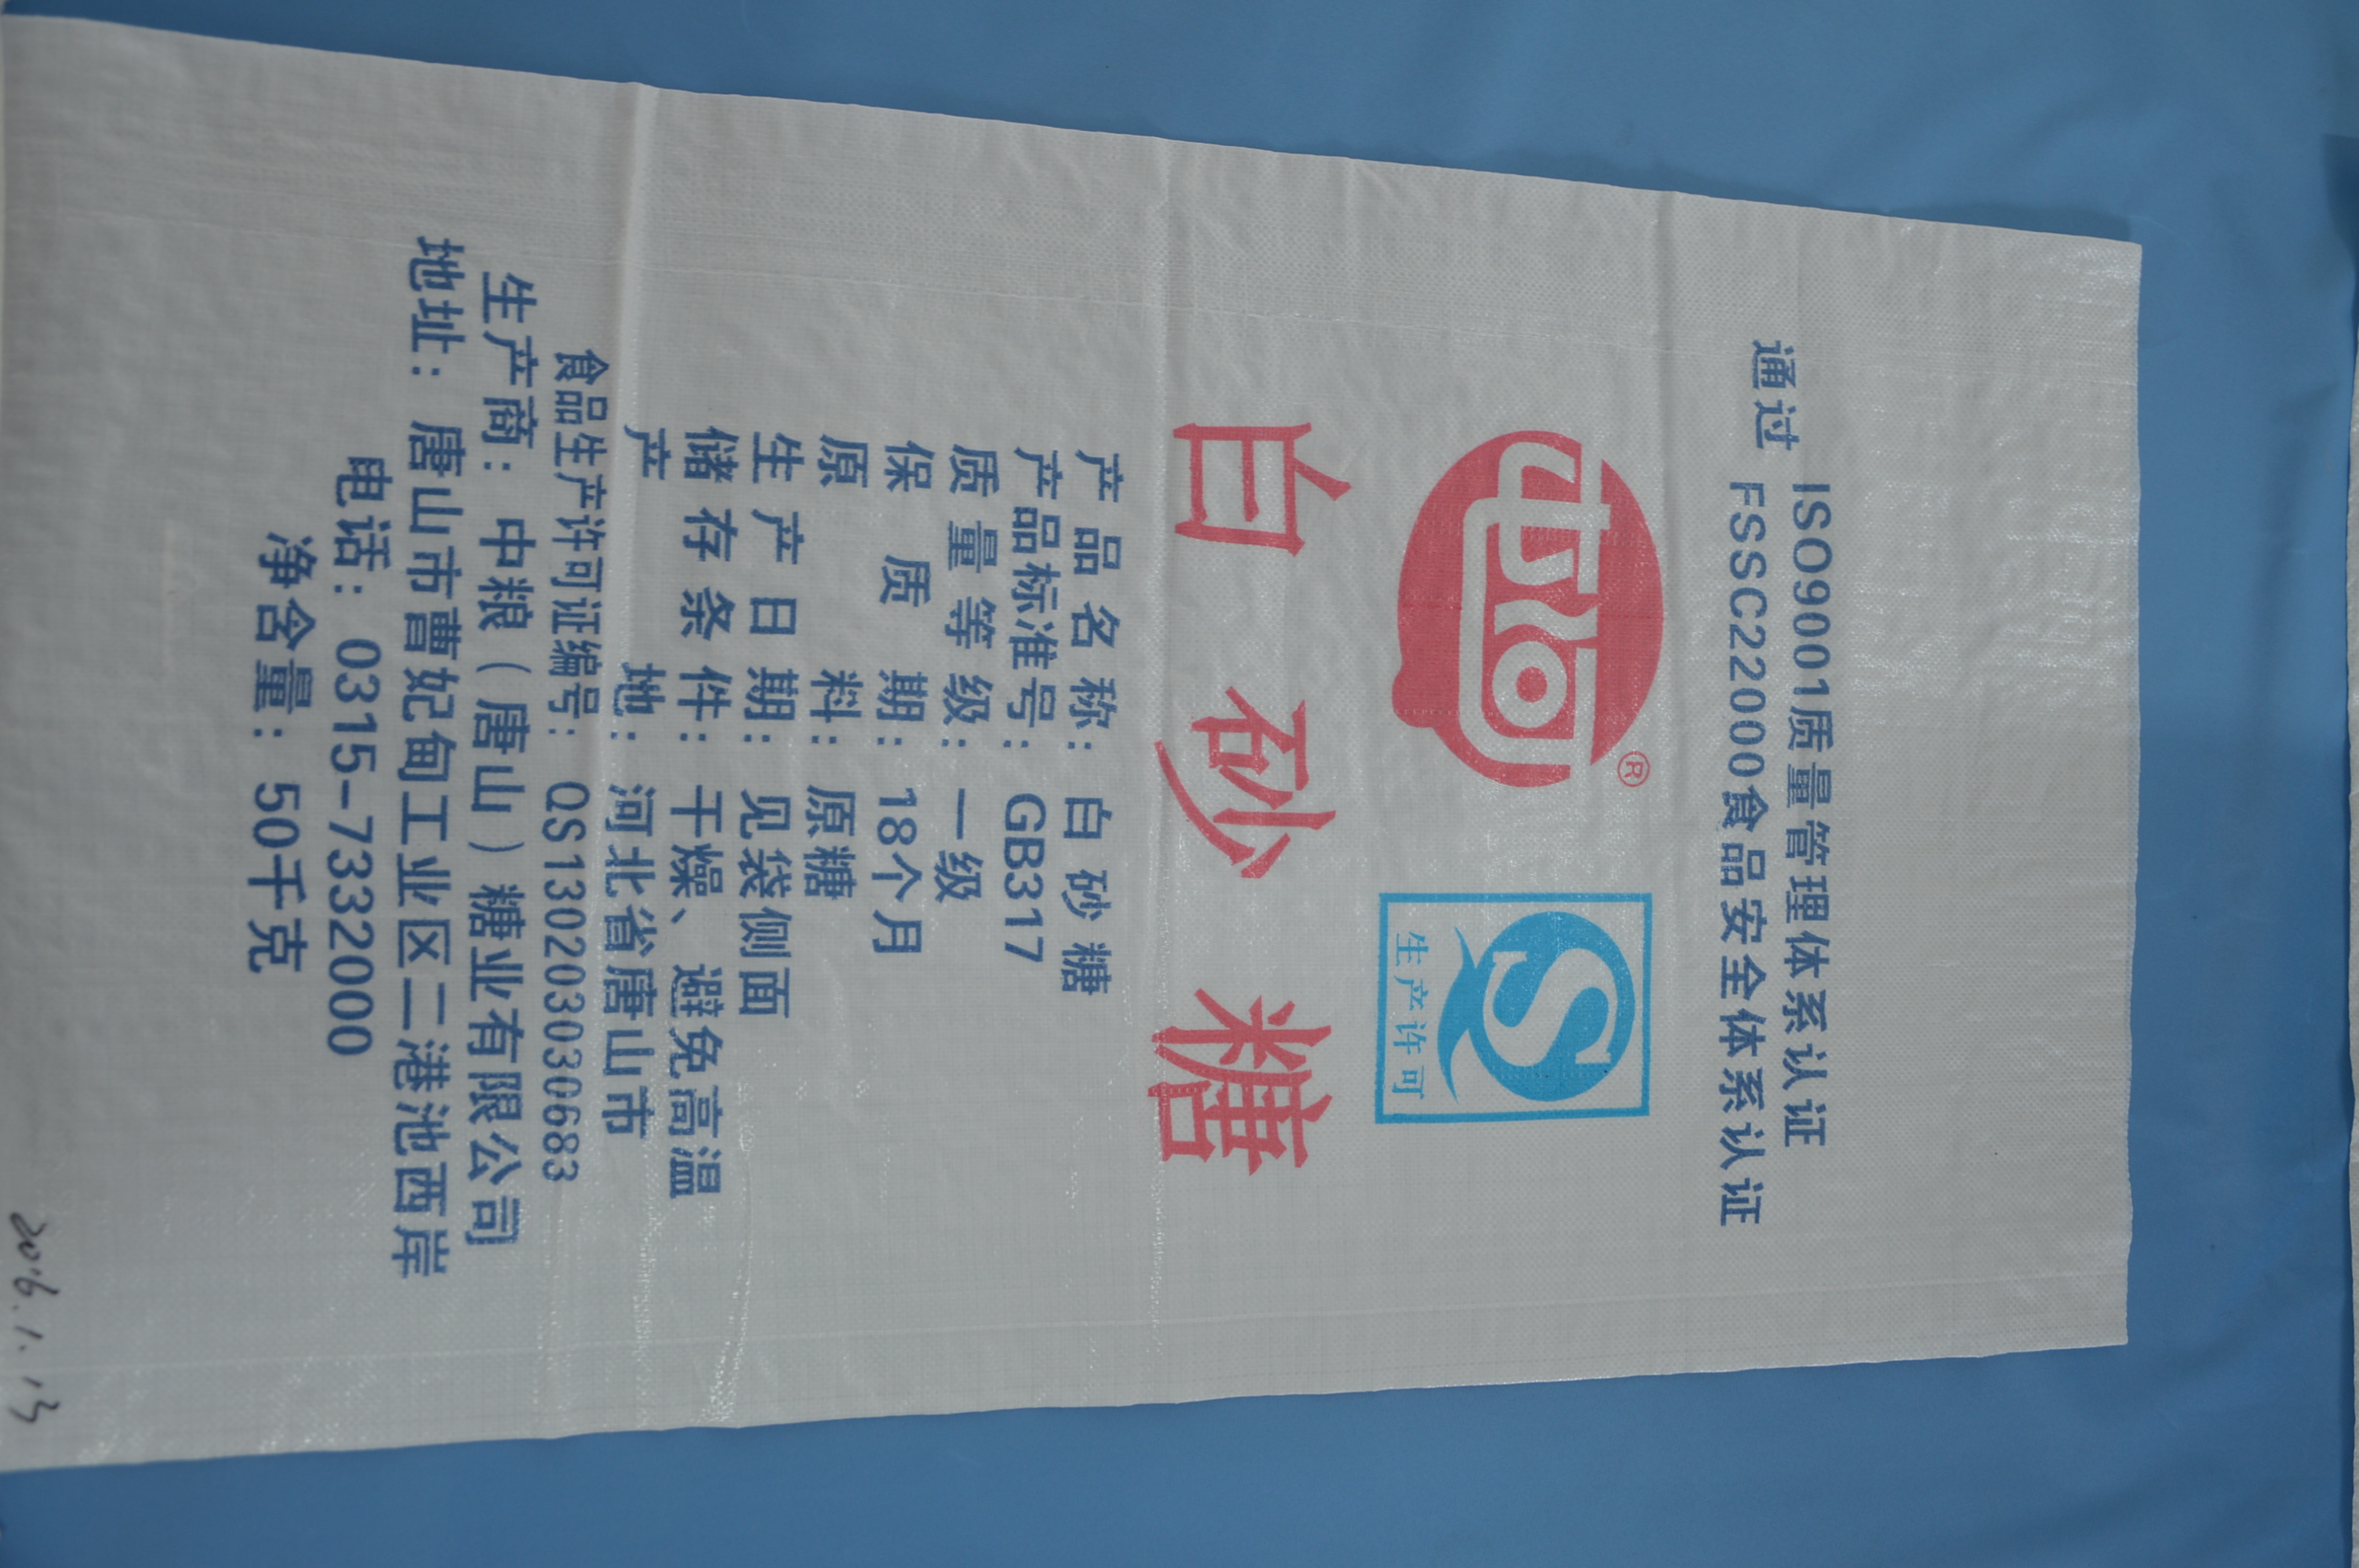 ISO9001质量管理体系认证
通过 FSSC22000食品安全体系认证
®
生产许可
白砂糖
产品名称：白砂糖
产品标准号：GB317
质量等级：一级
保质期：18个月
原料：原糖
生产日期：见袋侧面
储存条件：干燥、避免高温
产地：河北省唐山市
食品生产许可证编号：QS130203030683
生产商：中粮（唐山）糖业有限公司
地址：唐山市曹妃甸工业区二港池西岸
电话：0315-7332000
净含量：50千克
2016.1.13